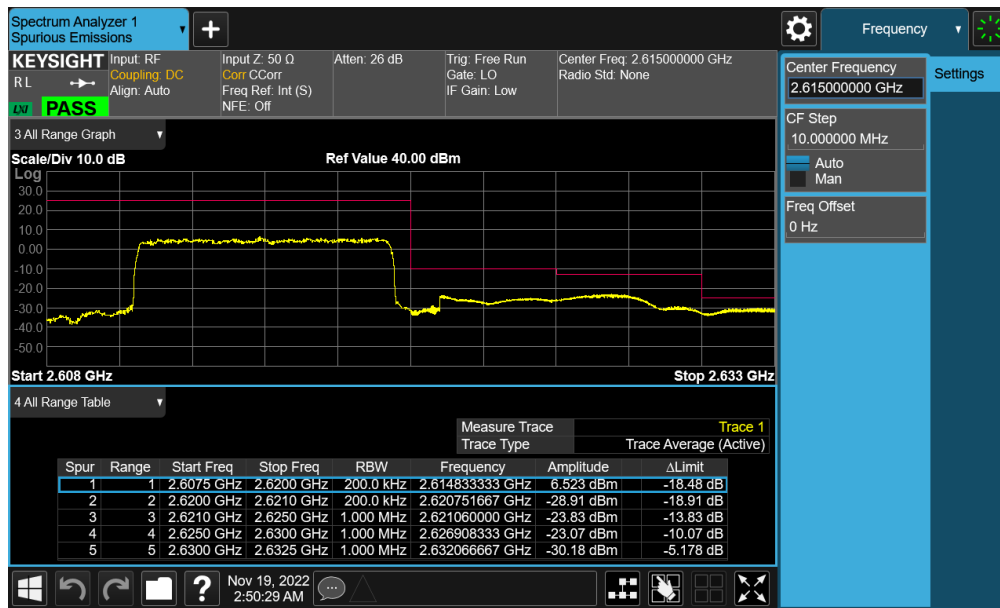 Spectrum Analyzer 1
Spurious Emissions
Frequency
KEYSIGHT
R L
LXI PASS
Input: RF
Coupling: DC
Align: Auto
Input Z: 50 Ω
Corr CCorr
Freq Ref: Int (S)
NFE: Off
Atten: 26 dB
Trig: Free Run
Gate: LO
IF Gain: Low
Center Freq: 2.615000000 GHz
Radio Std: None
Center Frequency
2.615000000 GHz
Settings
CF Step
10.000000 MHz
Auto
Man
Freq Offset
0 Hz
3 All Range Graph
Scale/Div 10.0 dB Ref Value 40.00 dBm
Log
30.0
20.0
10.0
0.00
-10.0
-20.0
-30.0
-40.0
-50.0
Start 2.608 GHz Stop 2.633 GHz
4 All Range Table
Measure Trace Trace 1
Trace Type Trace Average (Active)
Spur Range Start Freq Stop Freq RBW Frequency Amplitude ΔLimit
1 1 2.6075 GHz 2.6200 GHz 200.0 kHz 2.614833333 GHz 6.523 dBm -18.48 dB
2 2 2.6200 GHz 2.6210 GHz 200.0 kHz 2.620751667 GHz -28.91 dBm -18.91 dB
3 3 2.6210 GHz 2.6250 GHz 1.000 MHz 2.621060000 GHz -23.83 dBm -13.83 dB
4 4 2.6250 GHz 2.6300 GHz 1.000 MHz 2.626908333 GHz -23.07 dBm -10.07 dB
5 5 2.6300 GHz 2.6325 GHz 1.000 MHz 2.632066667 GHz -30.18 dBm -5.178 dB
Nov 19, 2022
2:50:29 AM